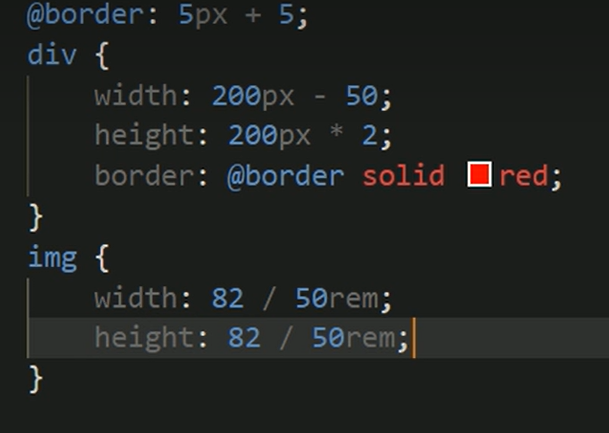 @border: 5px + 5;
div {
    width: 200px - 50;
    height: 200px * 2;
    border: @border solid red;
}
img {
    width: 82 / 50rem;
    height: 82 / 50rem;
}